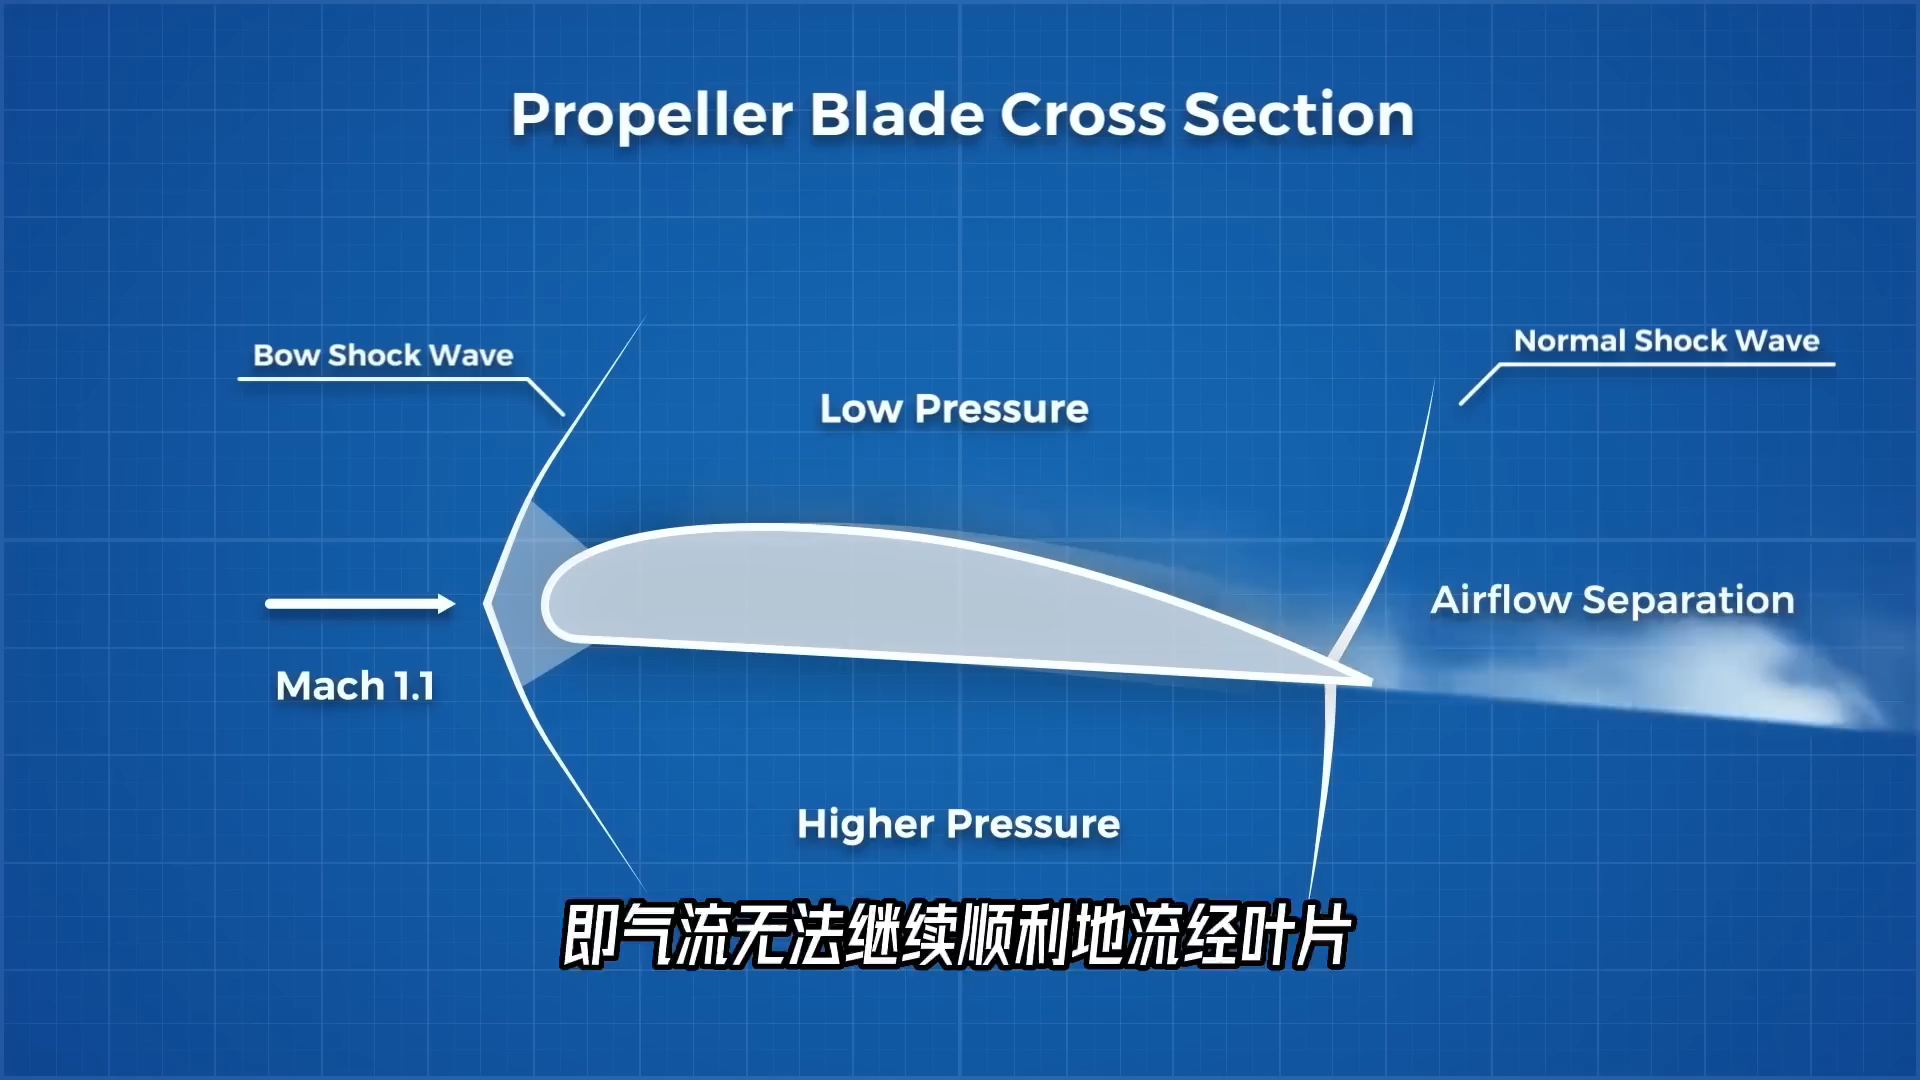 Propeller Blade Cross Section
Bow Shock Wave
Normal Shock Wave
Low Pressure
Airflow Separation
Mach 1.1
Higher Pressure
即气流无法继续顺利地流经叶片